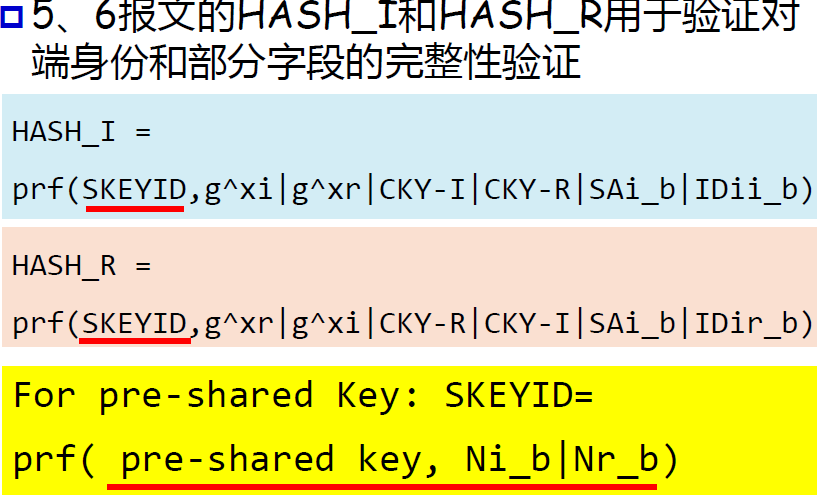 5、6报文的HASH_I和HASH_R用于验证对
端身份和部分字段的完整性验证
HASH_I =
prf(SKEYID,g^xi|g^xr|CKY-I|CKY-R|SAi_b|IDii_b)
HASH_R =
prf(SKEYID,g^xr|g^xi|CKY-R|CKY-I|SAi_b|IDir_b)
For pre-shared Key: SKEYID=
prf( pre-shared key, Ni_b|Nr_b)